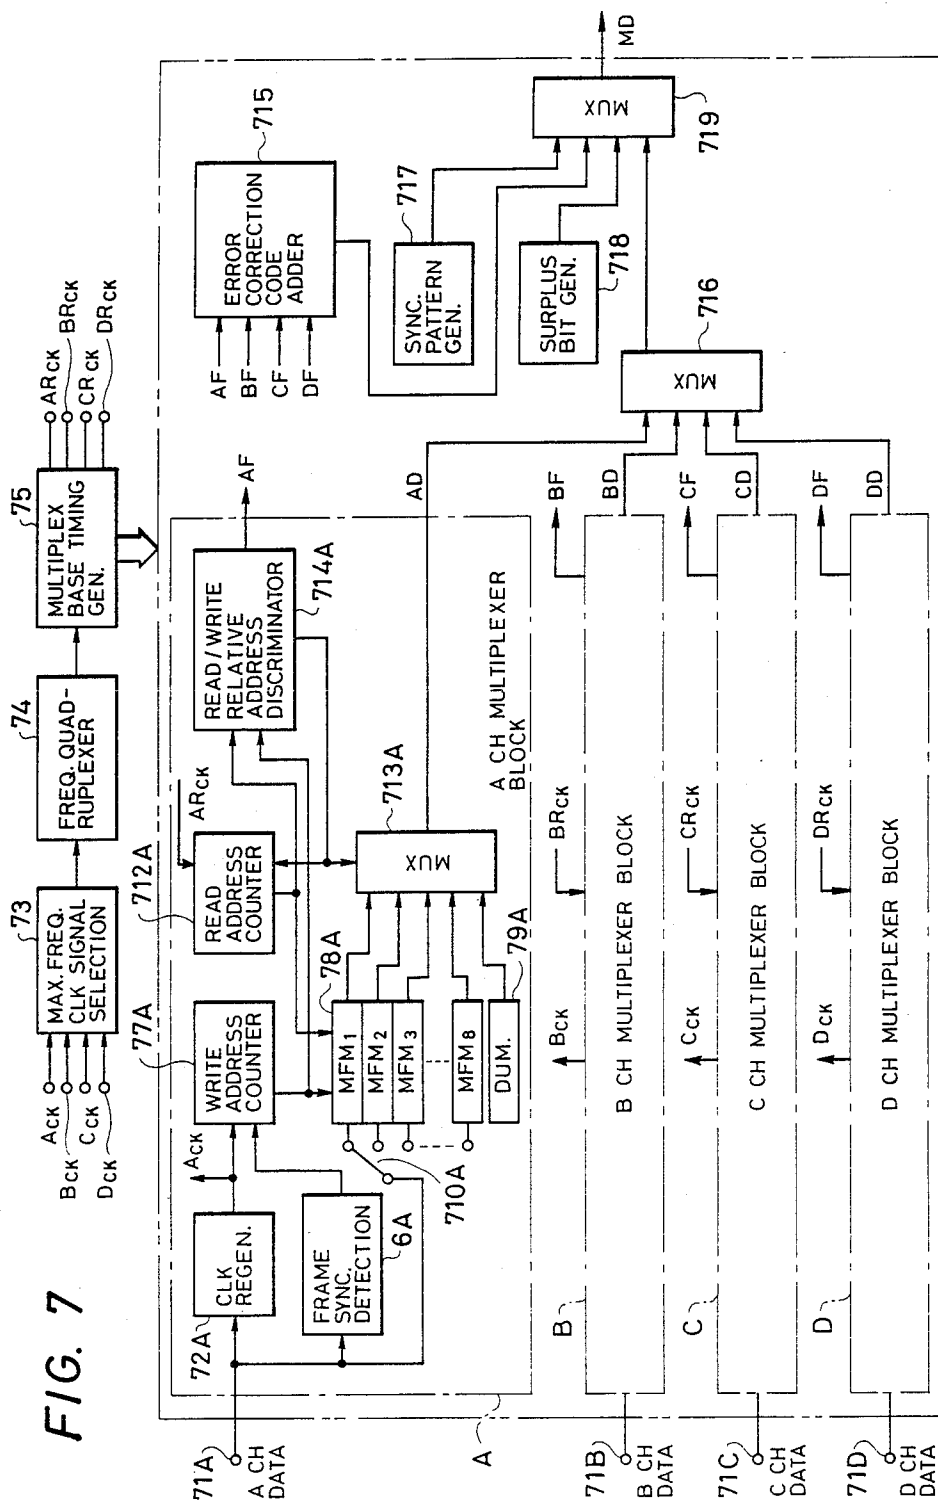 FIG. 7
ACK
BCK
CCK
DCK
73
MAX. FREQ.
CLK SIGNAL
SELECTION
74
FREQ. QUAD-
RUPLEXER
75
MULTIPLEX
BASE TIMING
GEN.
ARCK
BRCK
CRCK
DRCK
71A
A CH
DATA
72A
CLK
REGEN.
ACK
FRAME
SYNC.
DETECTION
6A
77A
WRITE
ADDRESS
COUNTER
712A
READ
ADDRESS
COUNTER
ARCK
READ/WRITE
RELATIVE
ADDRESS
DISCRIMINATOR
714A
AF
710A
78A
MFM1
MFM2
MFM3
MFM8
DUM.
79A
MUX
713A
AD
A CH MULTIPLEXER
BLOCK
A
AF
BF
CF
DF
ERROR
CORRECTION
CODE
ADDER
715
SYNC.
PATTERN
GEN.
717
SURPLUS
BIT GEN.
718
MUX
716
MUX
719
MD
71B
B CH
DATA
B
BCK
BRCK
B CH MULTIPLEXER BLOCK
BF
BD
71C
C CH
DATA
C
CCK
CRCK
C CH MULTIPLEXER BLOCK
CF
CD
71D
D CH
DATA
D
DCK
DRCK
D CH MULTIPLEXER BLOCK
DF
DD